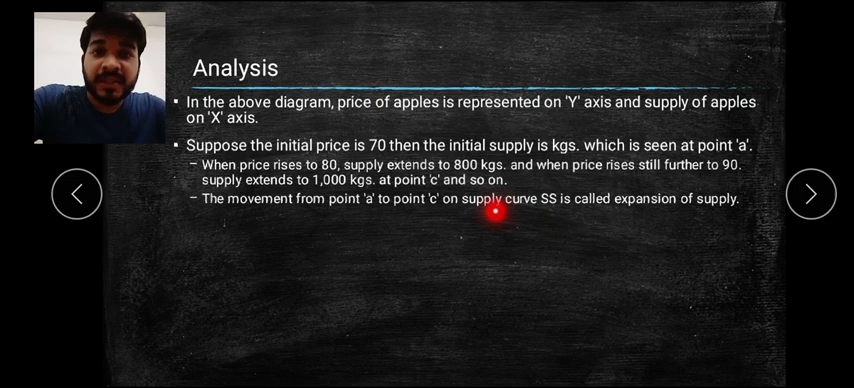 Analysis
In the above diagram, price of apples is represented on 'Y' axis and supply of apples
on 'X' axis.
Suppose the initial price is 70 then the initial supply is kgs. which is seen at point 'a'.
– When price rises to 80, supply extends to 800 kgs. and when price rises still further to 90.
supply extends to 1,000 kgs. at point 'c' and so on.
– The movement from point 'a' to point 'c' on supply curve SS is called expansion of supply.